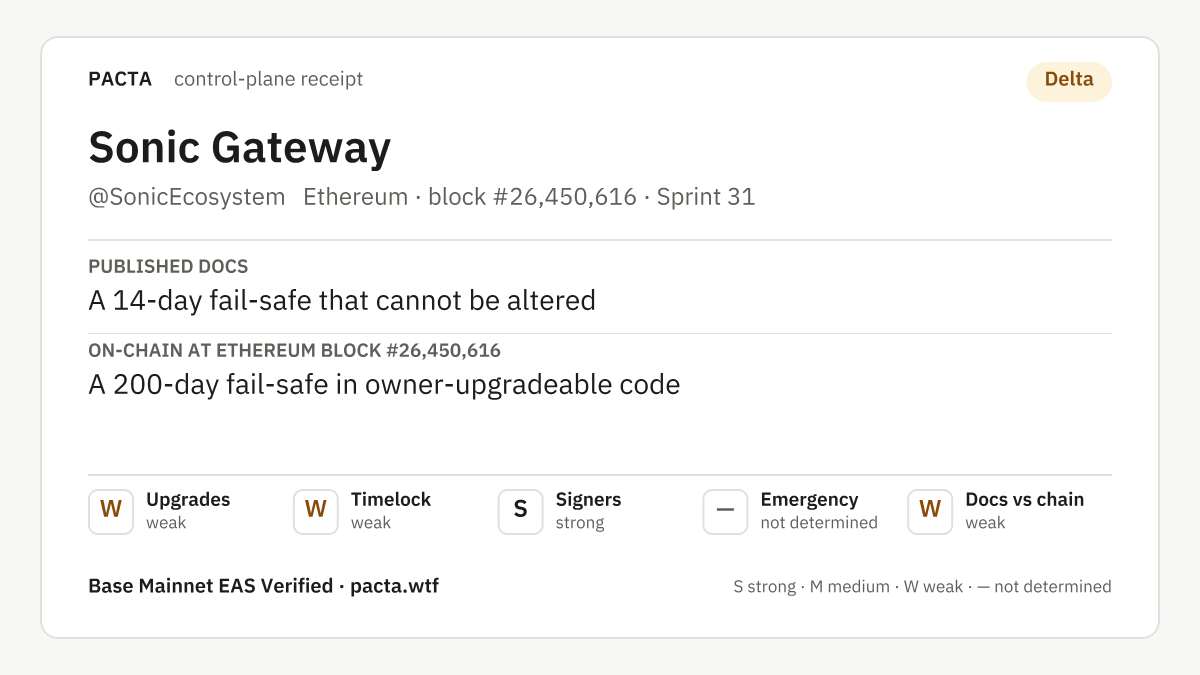 PACTA control-plane receipt
Delta
Sonic Gateway
@SonicEcosystem Ethereum · block #26,450,616 · Sprint 31
PUBLISHED DOCS
A 14-day fail-safe that cannot be altered
ON-CHAIN AT ETHEREUM BLOCK #26,450,616
A 200-day fail-safe in owner-upgradeable code
W Upgrades
weak
W Timelock
weak
S Signers
strong
— Emergency
not determined
W Docs vs chain
weak
Base Mainnet EAS Verified · pacta.wtf
S strong · M medium · W weak · — not determined